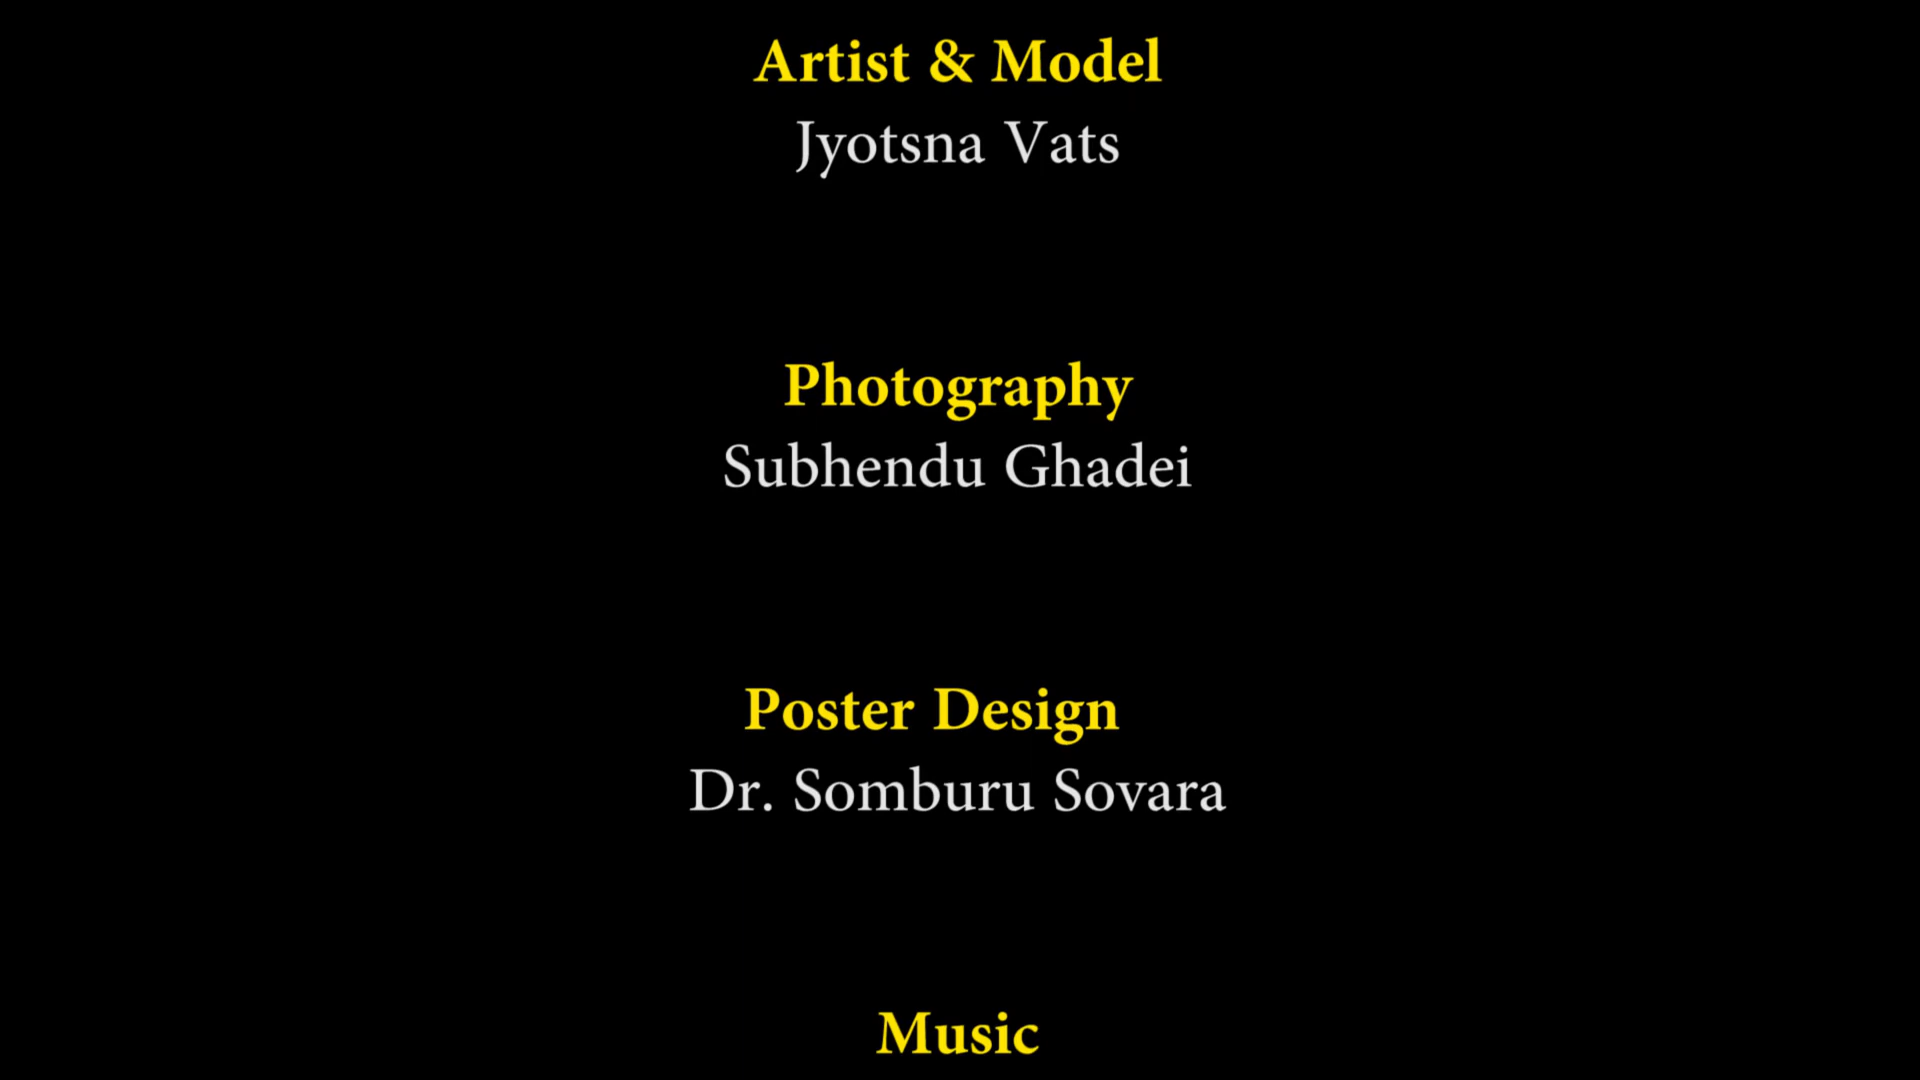 Artist & Model
Jyotsna Vats
Photography
Subhendu Ghadei
Poster Design
Dr. Somburu Sovara
Music